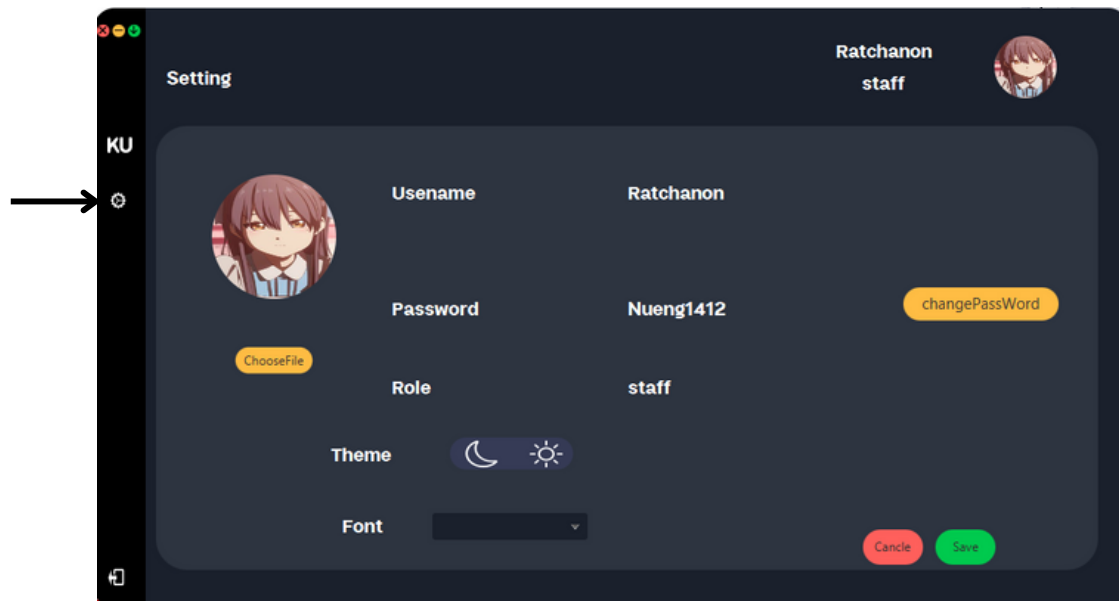 Ratchanon
staff
Setting
KU
Usename Ratchanon
Password Nueng1412
changePassWord
ChooseFile
Role staff
Theme
Font
Cancle Save